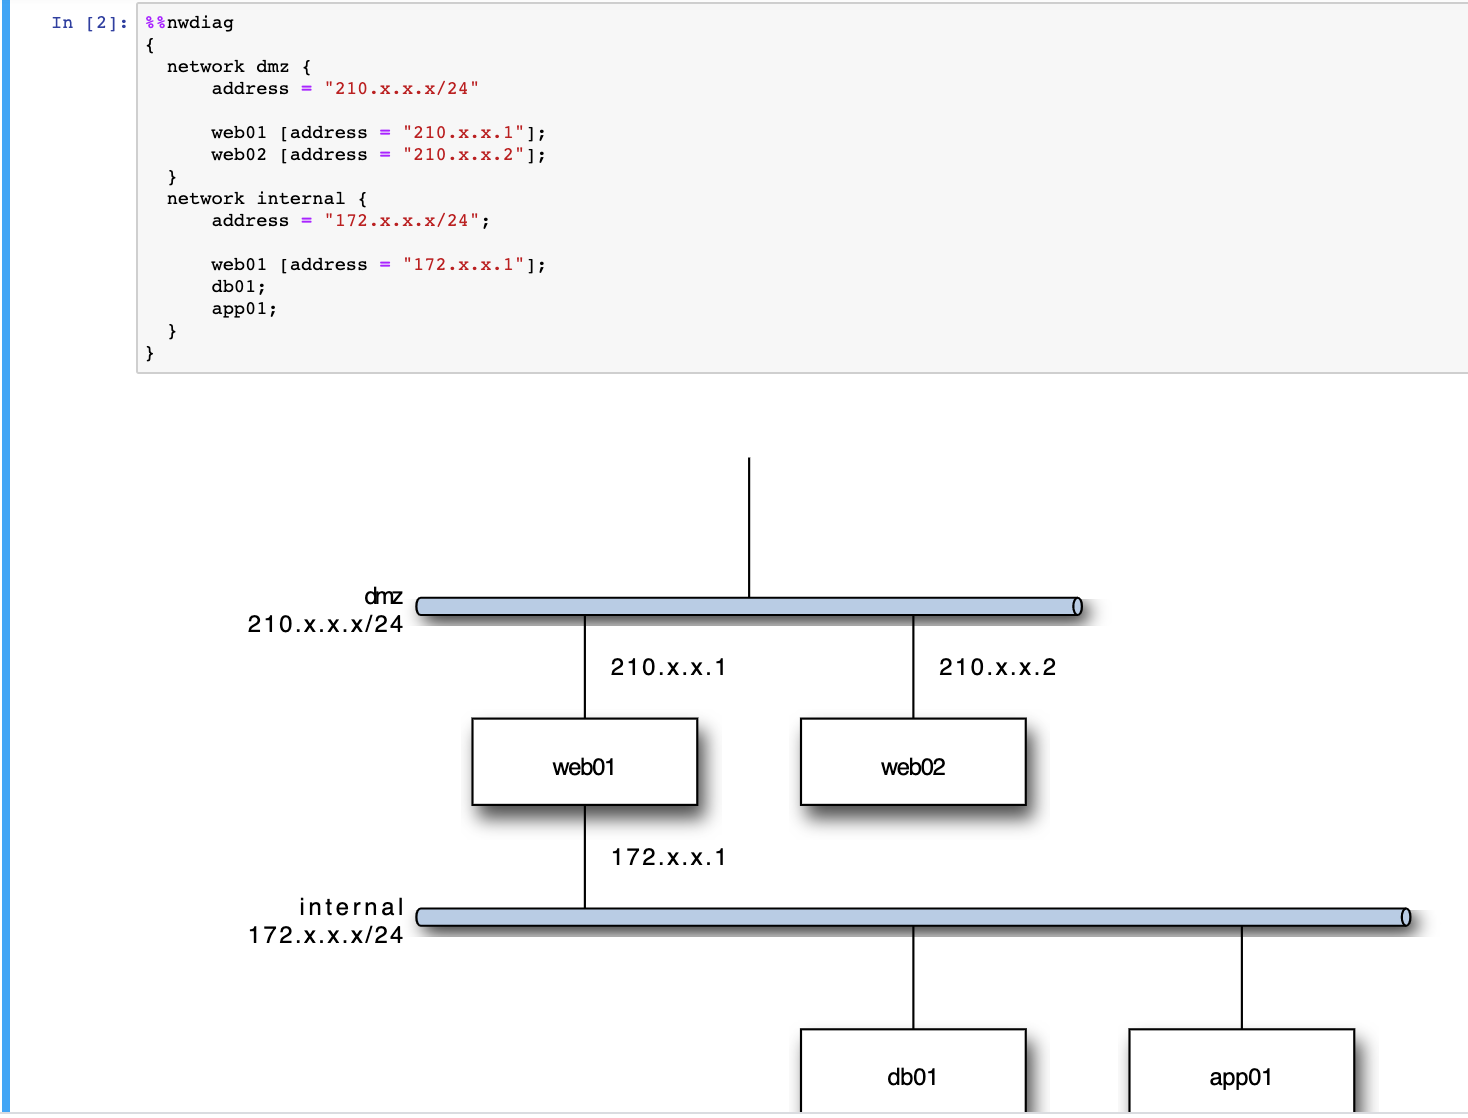 In [2]: %%nwdiag
{
  network dmz {
      address = "210.x.x.x/24"

      web01 [address = "210.x.x.1"];
      web02 [address = "210.x.x.2"];
  }
  network internal {
      address = "172.x.x.x/24";

      web01 [address = "172.x.x.1"];
      db01;
      app01;
  }
}
dmz
210.x.x.x/24
210.x.x.1 210.x.x.2
web01 web02
172.x.x.1
internal
172.x.x.x/24
db01 app01